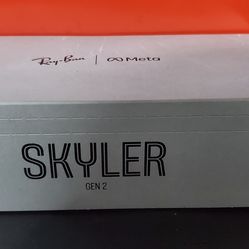 Ray-Ban | ∞ Meta
SKYLER
GEN 2